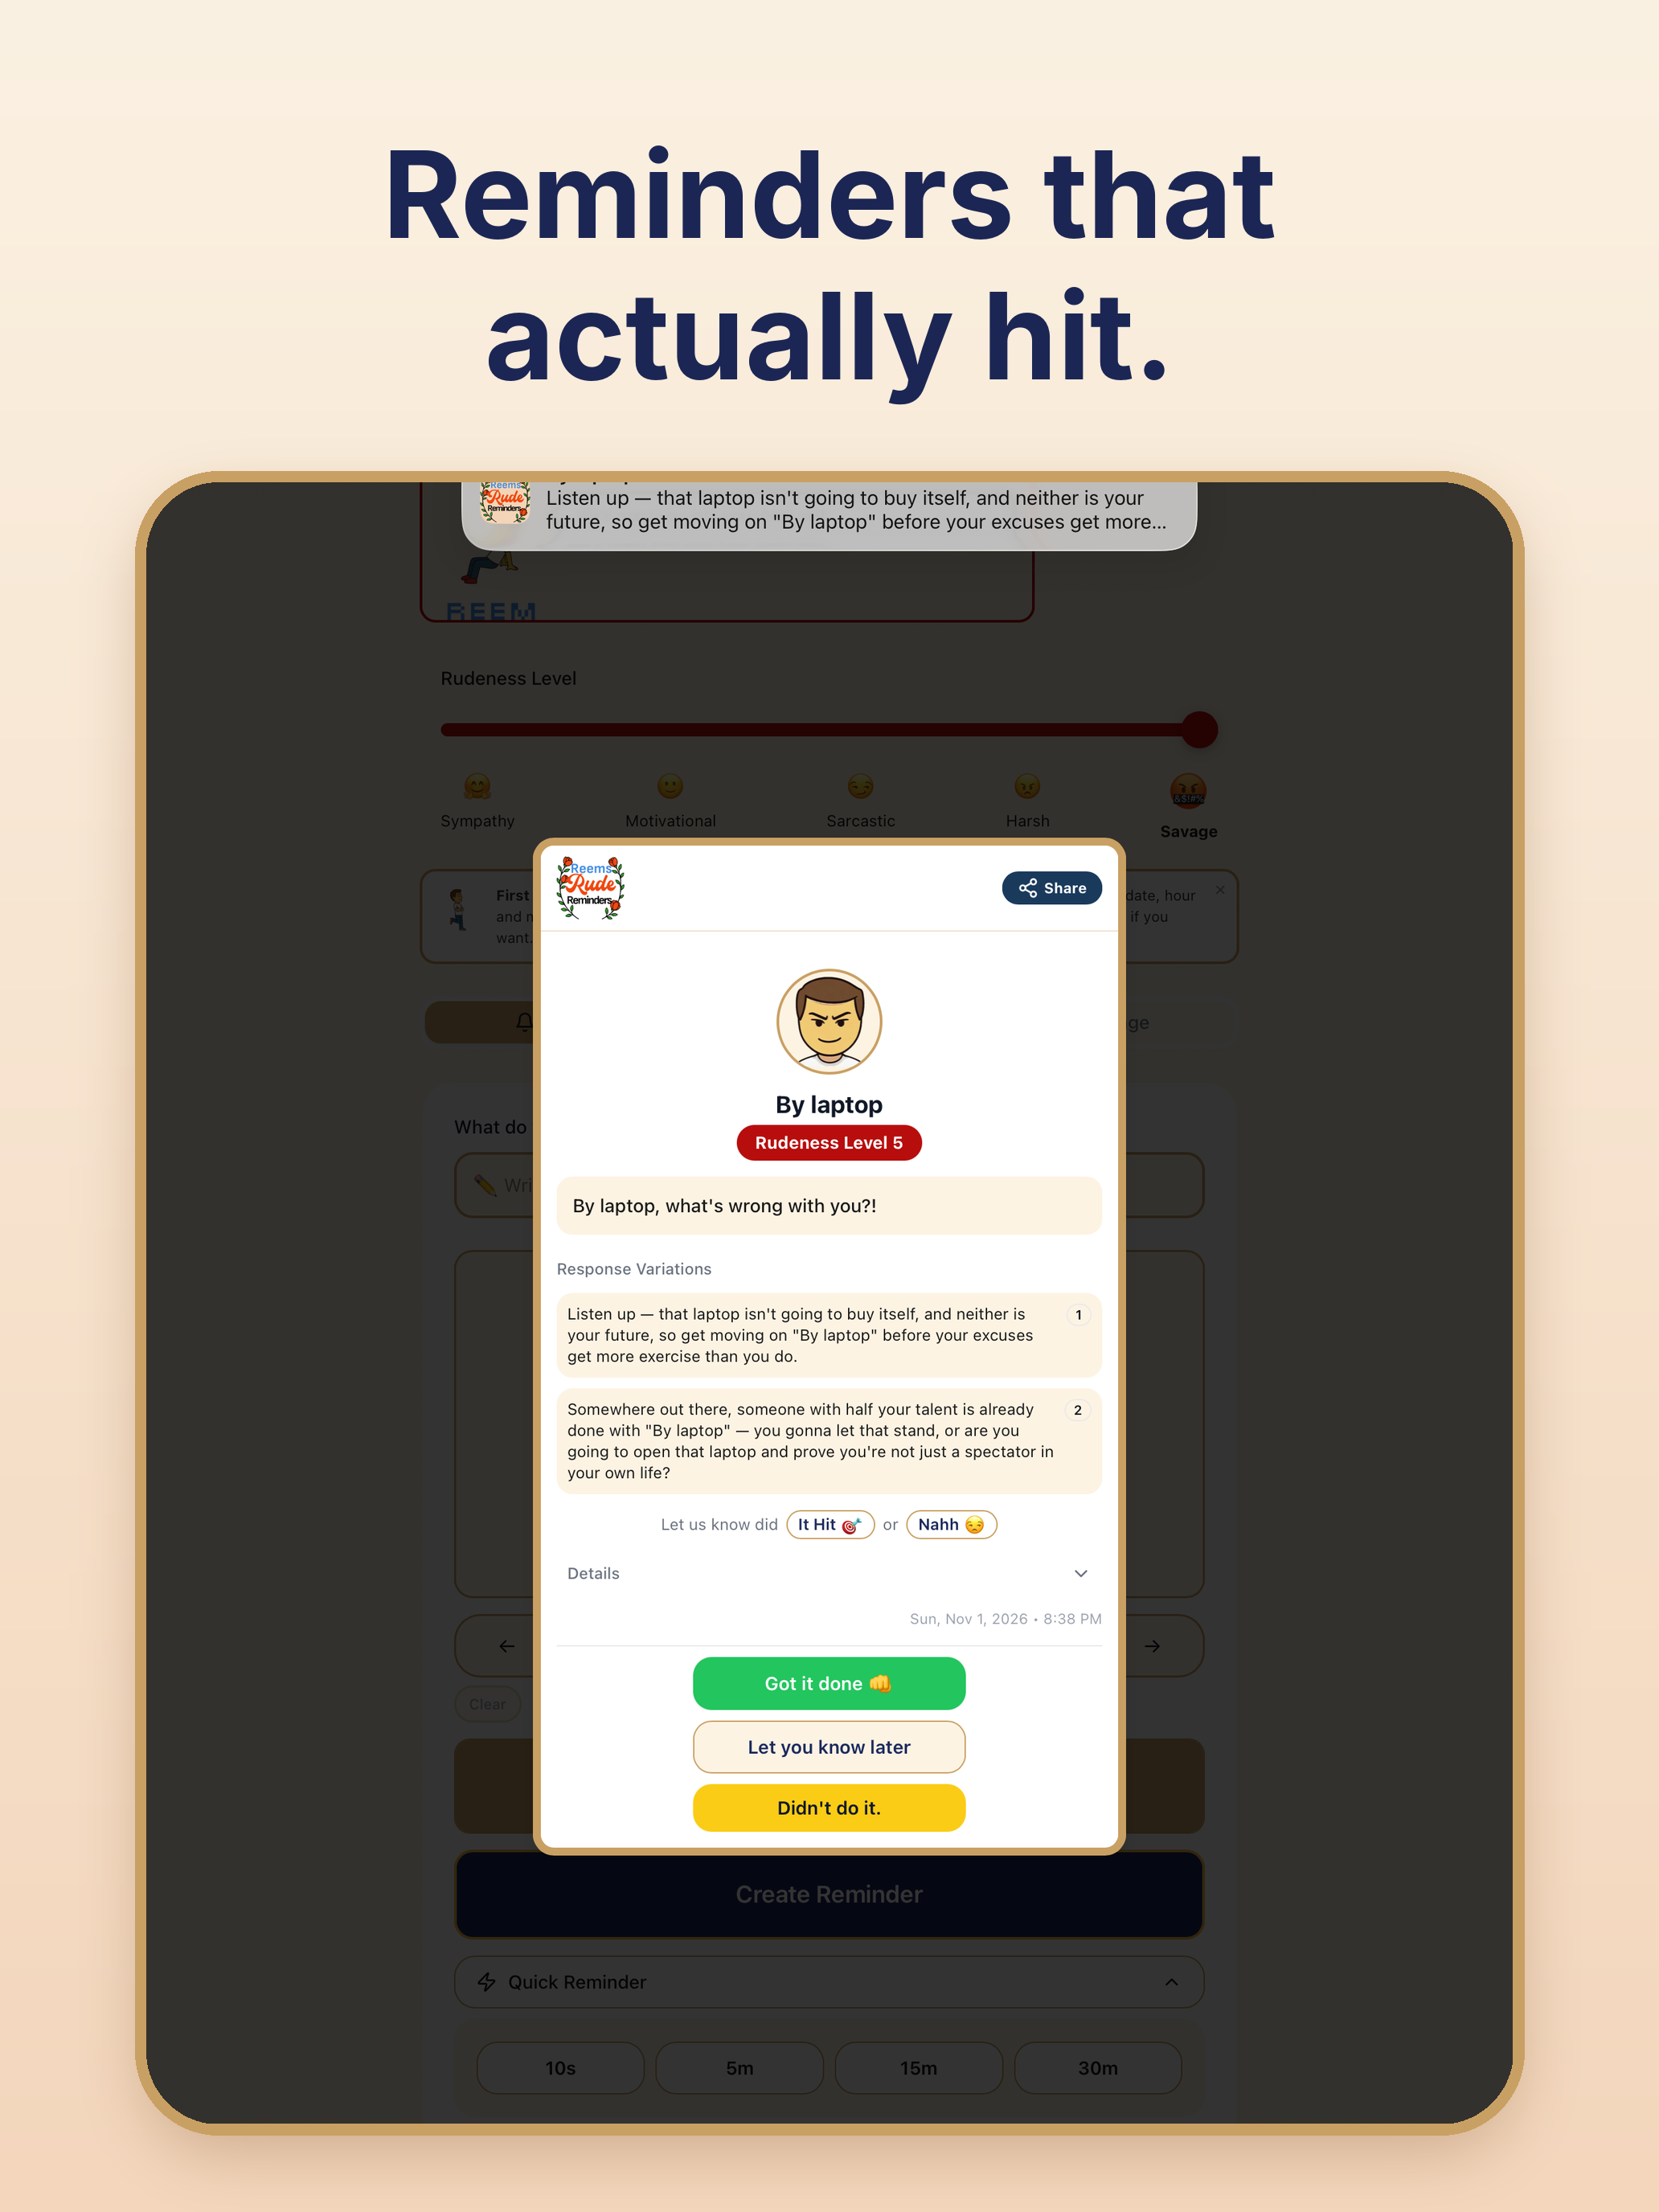 Reminders that
actually hit.
Reems
Rude
Reminders
Listen up — that laptop isn't going to buy itself, and neither is your
future, so get moving on "By laptop" before your excuses get more...
REEM
Rudeness Level
Sympathy
Motivational
Sarcastic
Harsh
&$!#%
Savage
Reems
Rude
Reminders
Share
First
date, hour
and
if you
want.
By laptop
Rudeness Level 5
What do
By laptop, what's wrong with you?!
Response Variations
Listen up — that laptop isn't going to buy itself, and neither is
your future, so get moving on "By laptop" before your excuses
get more exercise than you do.
1
Somewhere out there, someone with half your talent is already
done with "By laptop" — you gonna let that stand, or are you
going to open that laptop and prove you're not just a spectator in
your own life?
2
Let us know did It Hit 🎯 or Nahh 😒
Details
Sun, Nov 1, 2026 • 8:38 PM
Clear
Got it done 👊
Let you know later
Didn't do it.
Create Reminder
Quick Reminder
10s
5m
15m
30m